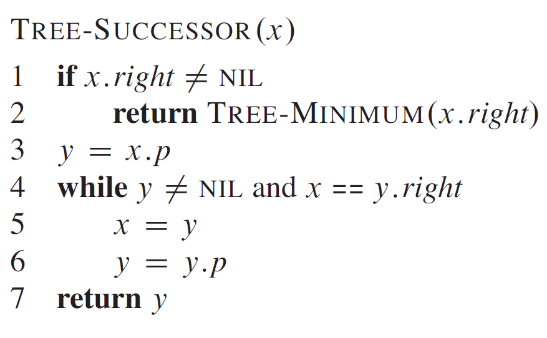 TREE-SUCCESSOR(x)
1 if x.right ≠ NIL
2 return TREE-MINIMUM(x.right)
3 y = x.p
4 while y ≠ NIL and x == y.right
5 x = y
6 y = y.p
7 return y